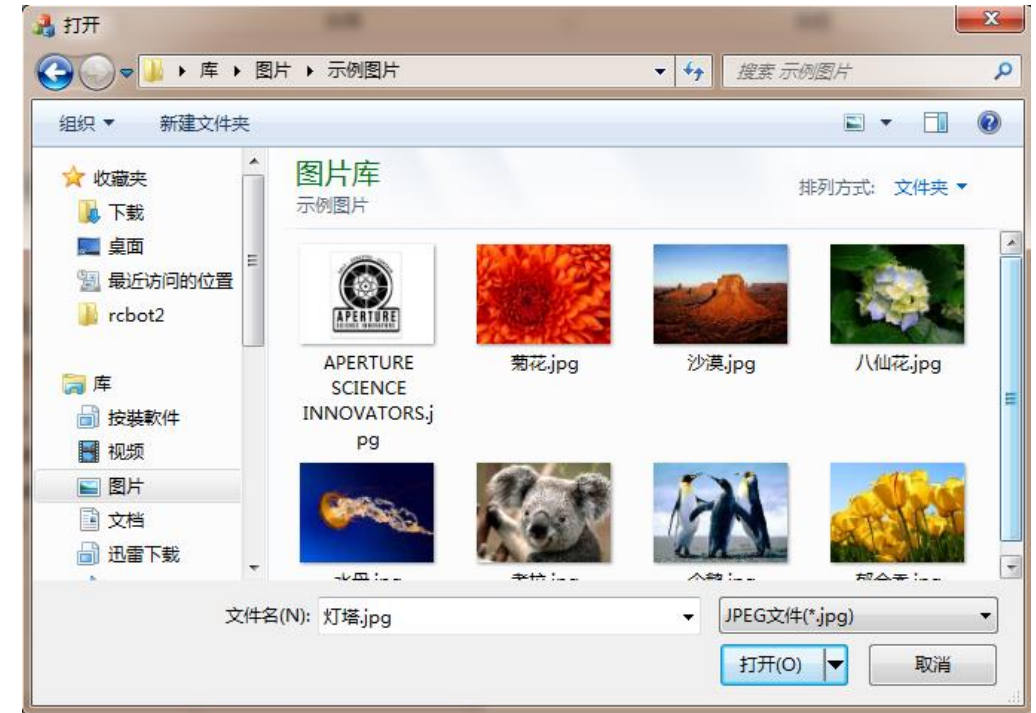 打开
库 图片 示例图片
搜索 示例图片
组织
新建文件夹
收藏夹
下载
桌面
最近访问的位置
rcbot2
库
按裝軟件
视频
图片
文档
迅雷下载
图片库
示例图片
排列方式: 文件夹
APERTURE
APERTURE
SCIENCE
INNOVATORS.j
pg
菊花.jpg
沙漠.jpg
八仙花.jpg
文件名(N): 灯塔.jpg
JPEG文件(*.jpg)
打开(O)
取消